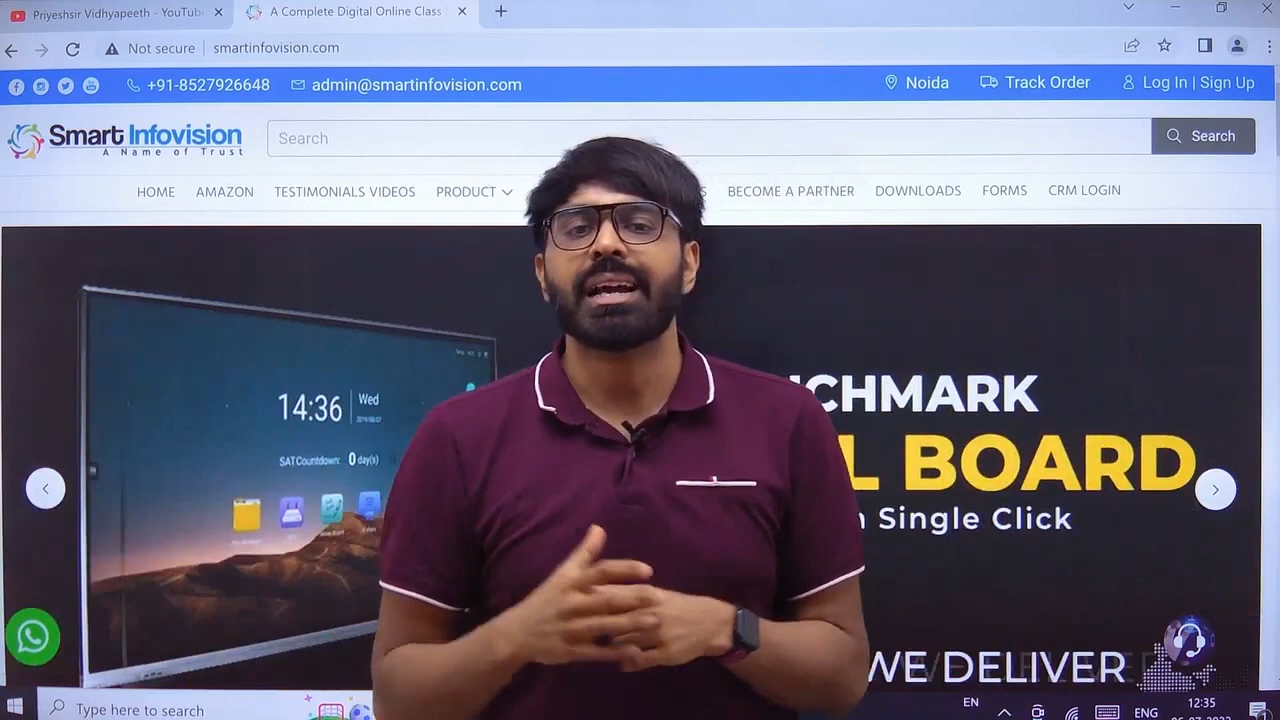 Priyeshsir Vidhyapeeth - YouTub
A Complete Digital Online Class
Not secure
smartinfovision.com
+91-8527926648
admin@smartinfovision.com
Noida
Track Order
Log In | Sign Up
Smart Infovision
A Name of Trust
Search
Search
HOME
AMAZON
TESTIMONIALS VIDEOS
PRODUCT
S
BECOME A PARTNER
DOWNLOADS
FORMS
CRM LOGIN
14:36
Wed
SAT Countdown: 0 day(s)
NCHMARK
L BOARD
n Single Click
WE DELIVER
Type here to search
EN
ENG
12:35